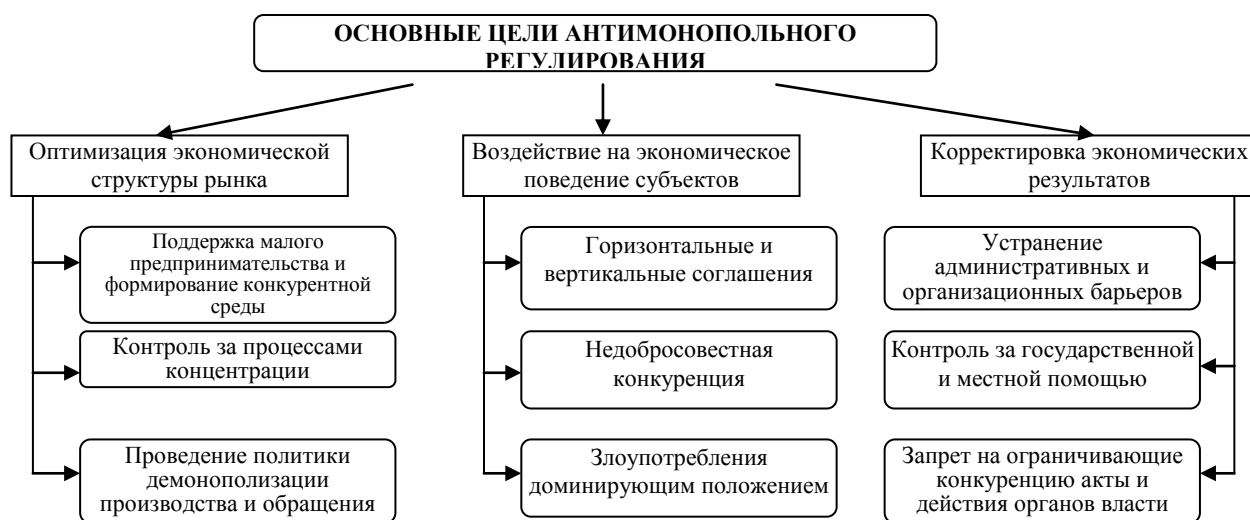 ОСНОВНЫЕ ЦЕЛИ АНТИМОНОПОЛЬНОГО
РЕГУЛИРОВАНИЯ
Оптимизация экономической
структуры рынка
Поддержка малого
предпринимательства и
формирование конкурентной
среды
Контроль за процессами
концентрации
Проведение политики
демонополизации
производства и обращения
Воздействие на экономическое
поведение субъектов
Горизонтальные и
вертикальные соглашения
Недобросовестная
конкуренция
Злоупотребления
доминирующим положением
Корректировка экономических
результатов
Устранение
административных и
организационных барьеров
Контроль за государственной
и местной помощью
Запрет на ограничивающие
конкуренцию акты и
действия органов власти